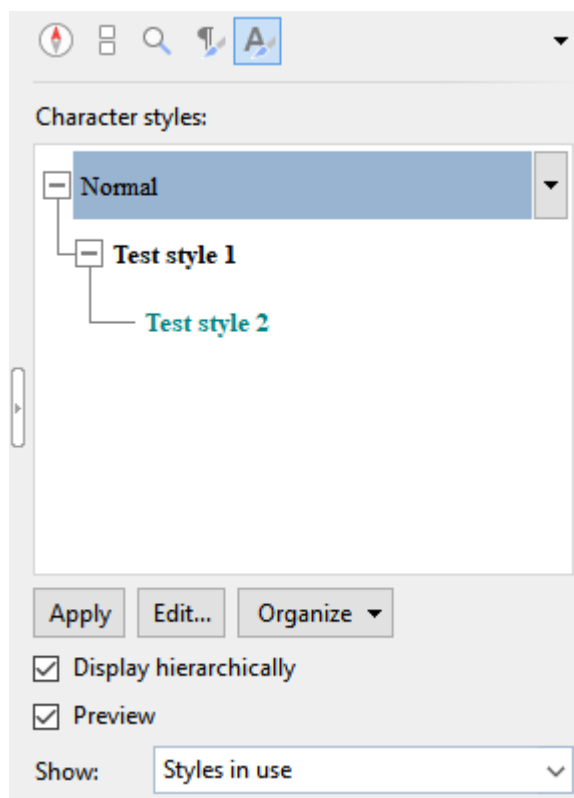 Character styles:
Normal
Test style 1
Test style 2
Apply Edit... Organize
Display hierarchically
Preview
Show: Styles in use